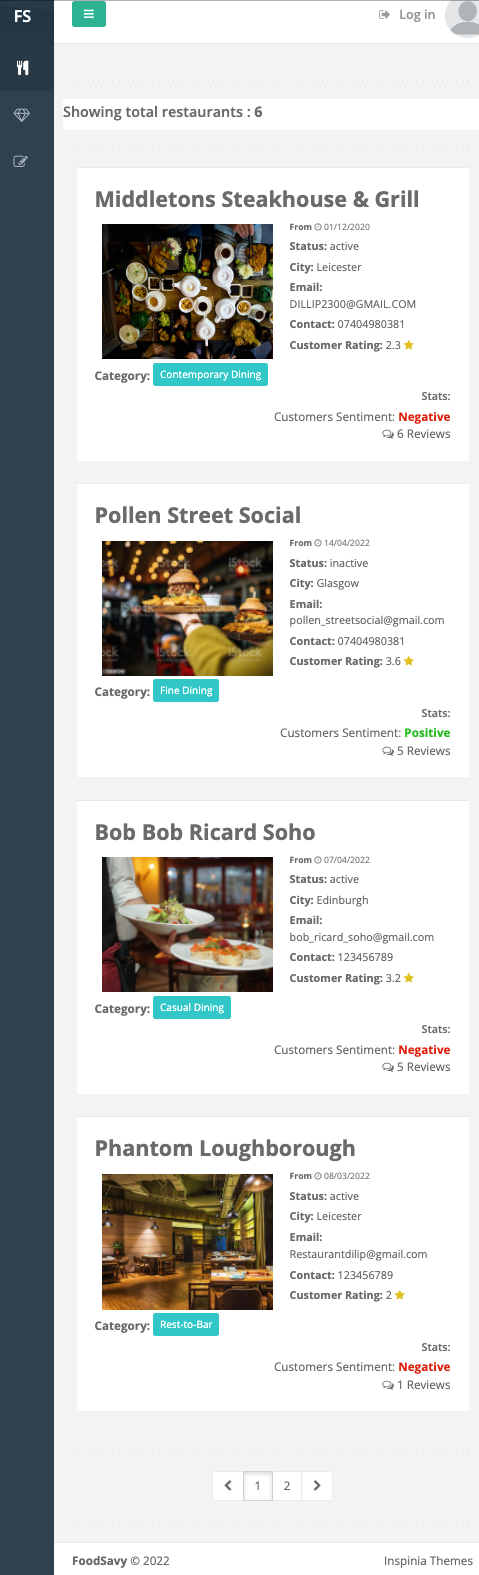 FS
Log in
Showing total restaurants : 6
Middletons Steakhouse & Grill
From 01/12/2020
Status: active
City: Leicester
Email:
DILLIP2300@GMAIL.COM
Contact: 07404980381
Customer Rating: 2.3
Category: Contemporary Dining
Stats:
Customers Sentiment: Negative
6 Reviews
Pollen Street Social
From 14/04/2022
Status: inactive
City: Glasgow
Email:
pollen_streetsocial@gmail.com
Contact: 07404980381
Customer Rating: 3.6
iStock
iStock
iStock
Category: Fine Dining
Stats:
Customers Sentiment: Positive
5 Reviews
Bob Bob Ricard Soho
From 07/04/2022
Status: active
City: Edinburgh
Email:
bob_ricard_soho@gmail.com
Contact: 123456789
Customer Rating: 3.2
Category: Casual Dining
Stats:
Customers Sentiment: Negative
5 Reviews
Phantom Loughborough
From 08/03/2022
Status: active
City: Leicester
Email:
Restaurantdilip@gmail.com
Contact: 123456789
Customer Rating: 2
Category: Rest-to-Bar
Stats:
Customers Sentiment: Negative
1 Reviews
1 2
FoodSavy © 2022
Inspinia Themes